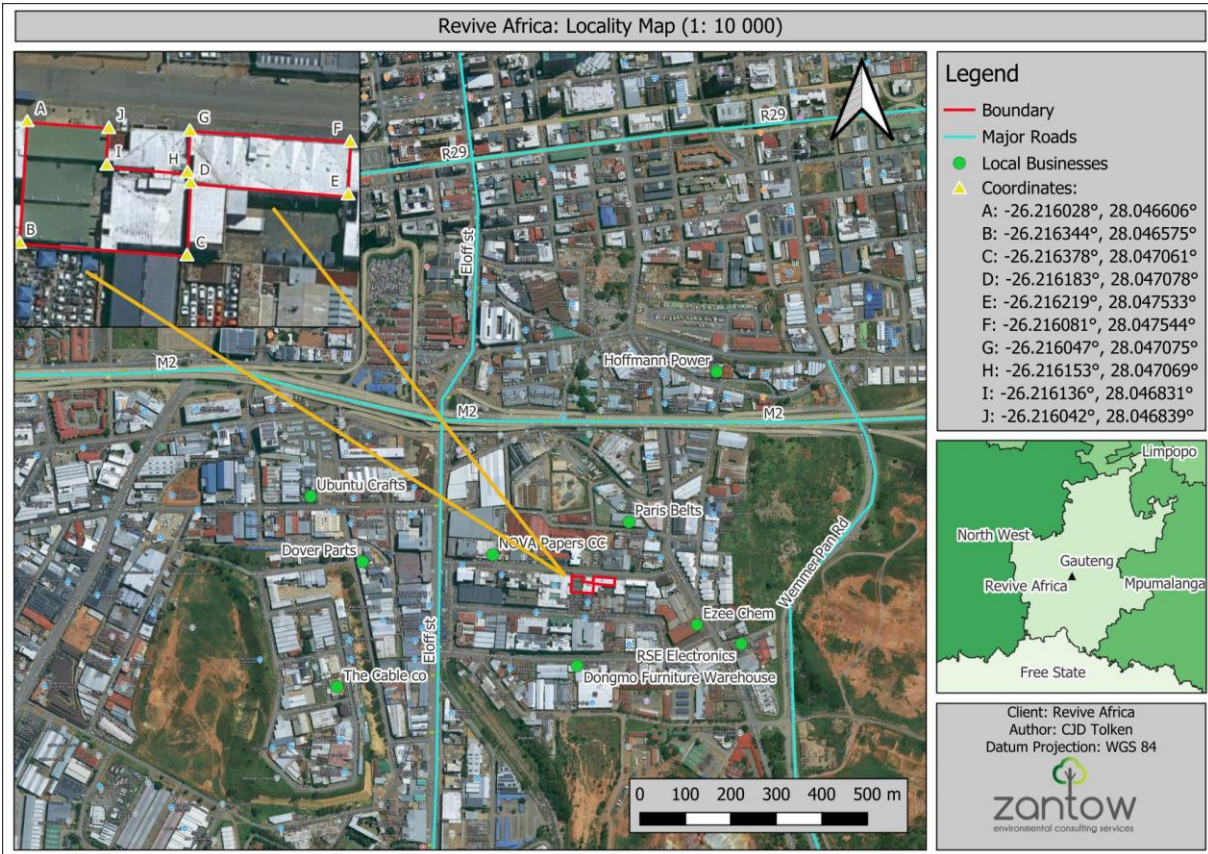 Revive Africa: Locality Map (1: 10 000)
A
J
G
F
I
H
D
E
B
C
R29
R29
Eloff st
M2
M2
M2
Hoffmann Power
Ubuntu Crafts
Paris Belts
NOVA Papers CC
Dover Parts
Wemmer Pan Rd
Ezee Chem
RSE Electronics
Dongmo Furniture Warehouse
The Cable co
Eloff st
0 100 200 300 400 500 m
Legend
Boundary
Major Roads
Local Businesses
Coordinates:
A: -26.216028°, 28.046606°
B: -26.216344°, 28.046575°
C: -26.216378°, 28.047061°
D: -26.216183°, 28.047078°
E: -26.216219°, 28.047533°
F: -26.216081°, 28.047544°
G: -26.216047°, 28.047075°
H: -26.216153°, 28.047069°
I: -26.216136°, 28.046831°
J: -26.216042°, 28.046839°
Limpopo
North West
Gauteng
Revive Africa
Mpumalanga
Free State
Client: Revive Africa
Author: CJD Tolken
Datum Projection: WGS 84
zantow
environmental consulting services